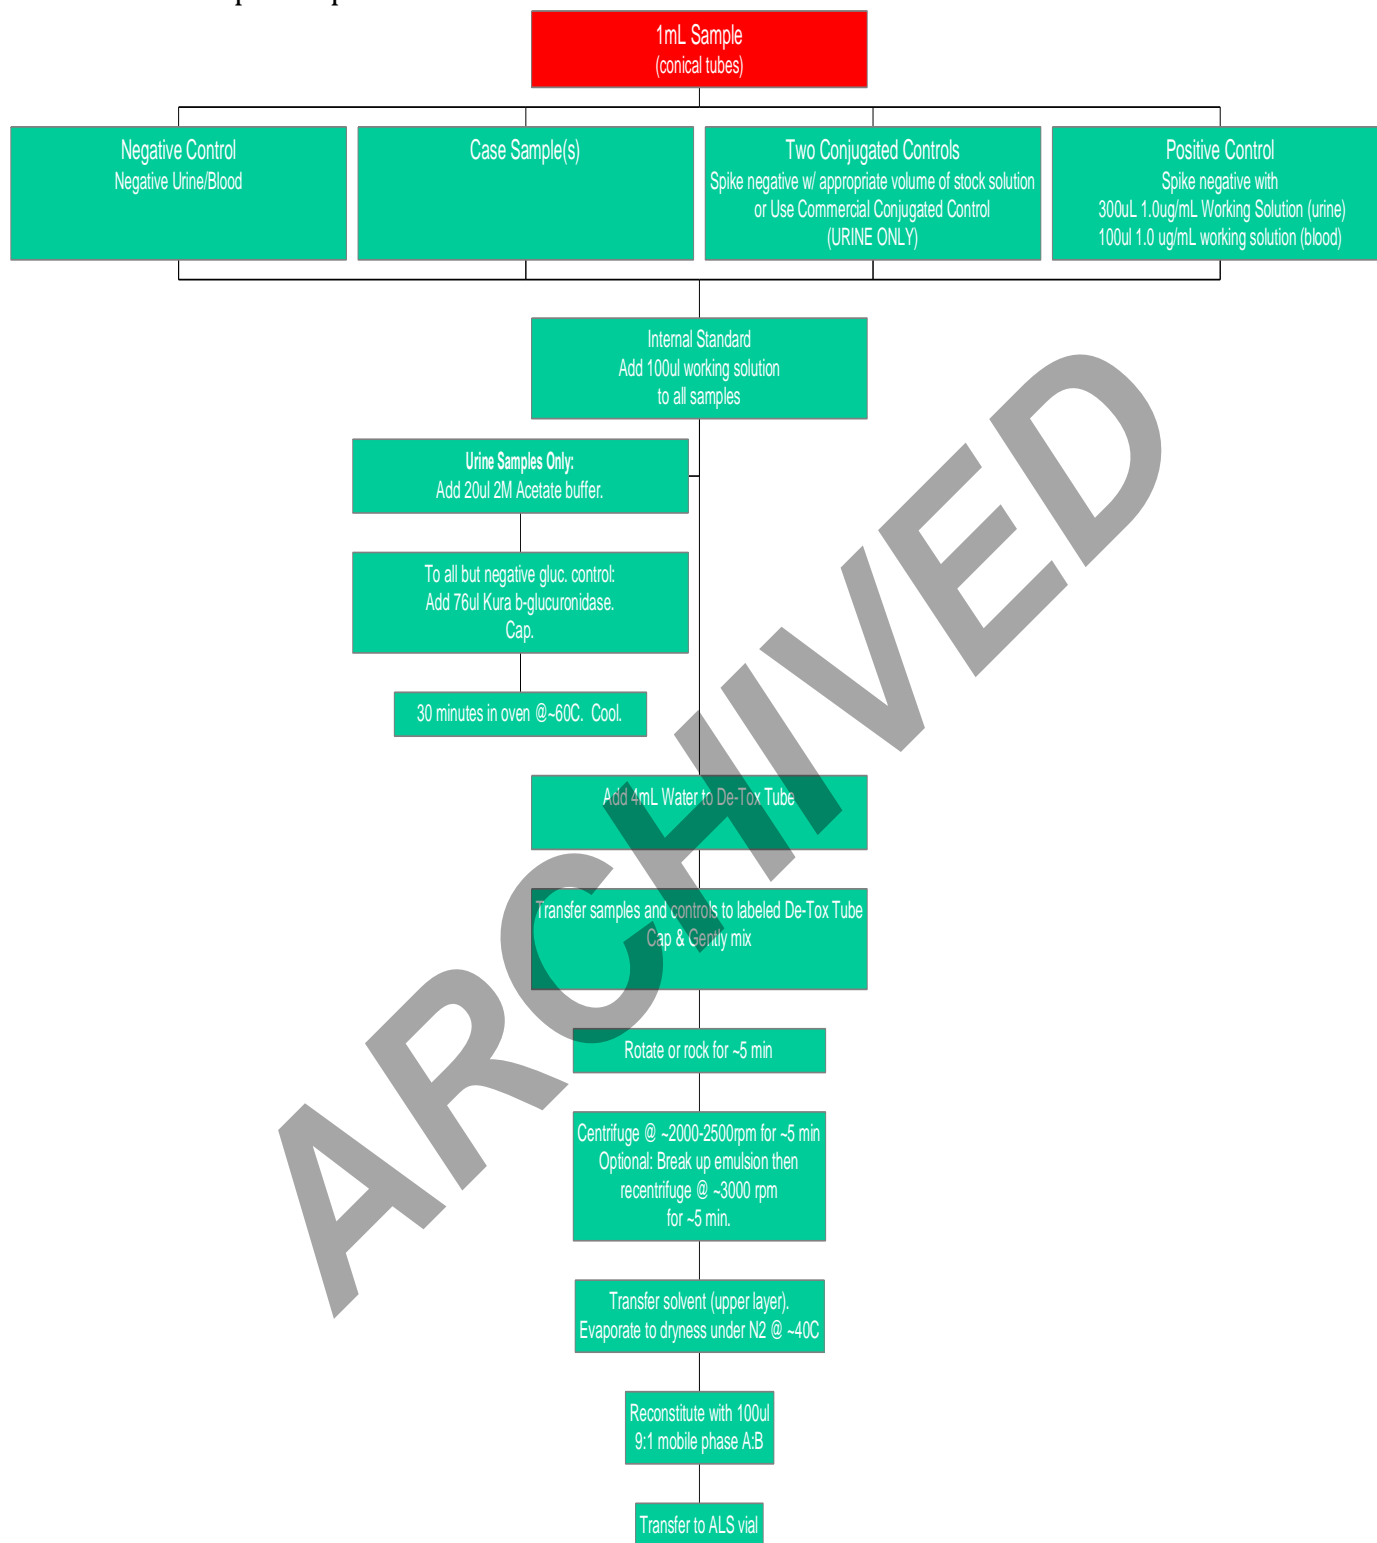 1mL Sample
(conical tubes)
Negative Control
Negative Urine/Blood
Case Sample(s)
Two Conjugated Controls
Spike negative w/ appropriate volume of stock solution
or Use Commercial Conjugated Control
(URINE ONLY)
Positive Control
Spike negative with
300uL 1.0ug/mL Working Solution (urine)
100ul 1.0 ug/mL working solution (blood)
Internal Standard
Add 100ul working solution
to all samples
Urine Samples Only:
Add 20ul 2M Acetate buffer.
To all but negative gluc. control:
Add 76ul Kura b-glucuronidase.
Cap.
30 minutes in oven @~60C. Cool.
Add 4mL Water to De-Tox Tube
Transfer samples and controls to labeled De-Tox Tube
Cap & Gently mix
Rotate or rock for ~5 min
Centrifuge @ ~2000-2500rpm for ~5 min
Optional: Break up emulsion then
recentrifuge @ ~3000 rpm
for ~5 min.
Transfer solvent (upper layer).
Evaporate to dryness under N2 @ ~40C
Reconstitute with 100ul
9:1 mobile phase A:B
Transfer to ALS vial
ARCHIVED